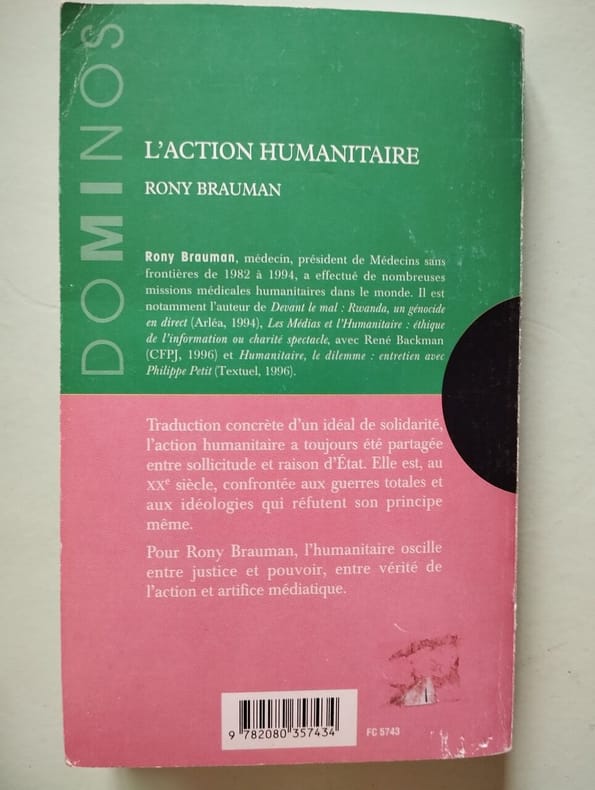 DOMINOS
L'ACTION HUMANITAIRE
RONY BRAUMAN
Rony Brauman, médecin, président de Médecins sans
frontières de 1982 à 1994, a effectué de nombreuses
missions médicales humanitaires dans le monde. Il est
notamment l'auteur de Devant le mal : Rwanda, un génocide
en direct (Arléa, 1994), Les Médias et l'Humanitaire : éthique
de l'information ou charité spectacle, avec René Backman
(CFPJ, 1996) et Humanitaire, le dilemme : entretien avec
Philippe Petit (Textuel, 1996).
Traduction concrète d'un idéal de solidarité,
l'action humanitaire a toujours été partagée
entre sollicitude et raison d'État. Elle est, au
XXe siècle, confrontée aux guerres totales et
aux idéologies qui réfutent son principe
même.
Pour Rony Brauman, l'humanitaire oscille
entre justice et pouvoir, entre vérité de
l'action et artifice médiatique.
9 782080 357434
FC 5743